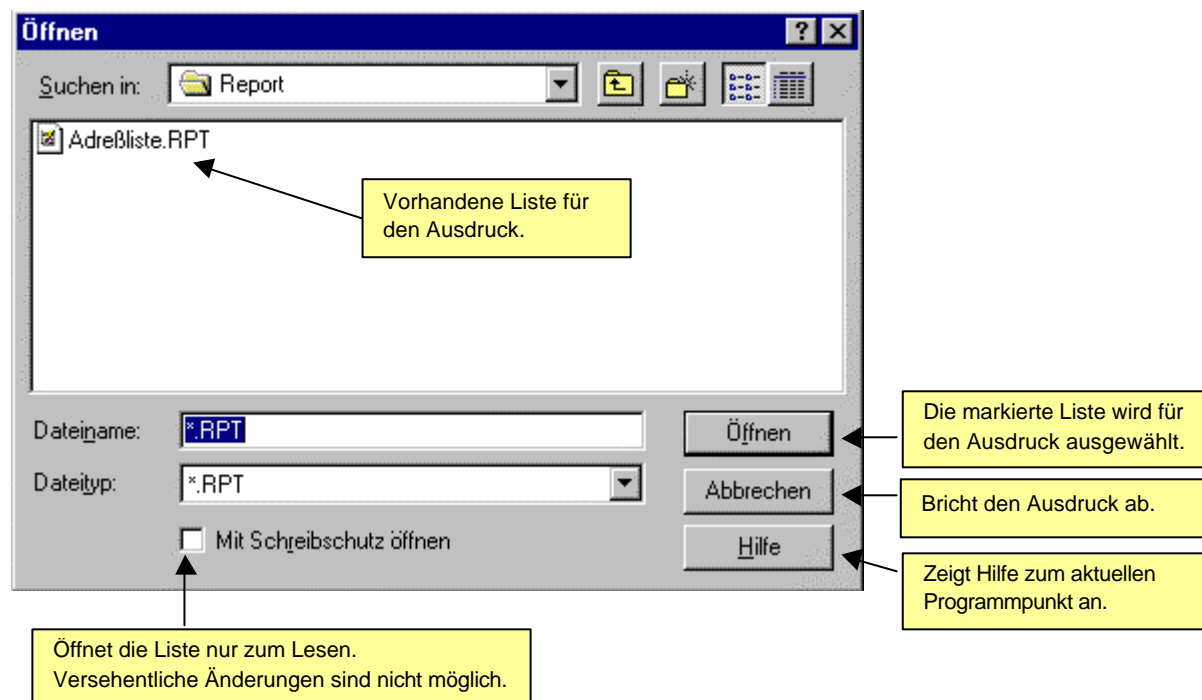 Öffnen
Suchen in: Report
Adreßliste.RPT
Vorhandene Liste für
den Ausdruck.
Dateiname: *.RPT Öffnen
Die markierte Liste wird für
den Ausdruck ausgewählt.
Dateityp: *.RPT Abbrechen
Bricht den Ausdruck ab.
Mit Schreibschutz öffnen Hilfe
Zeigt Hilfe zum aktuellen
Programmpunkt an.
Öffnet die Liste nur zum Lesen.
Versehentliche Änderungen sind nicht möglich.